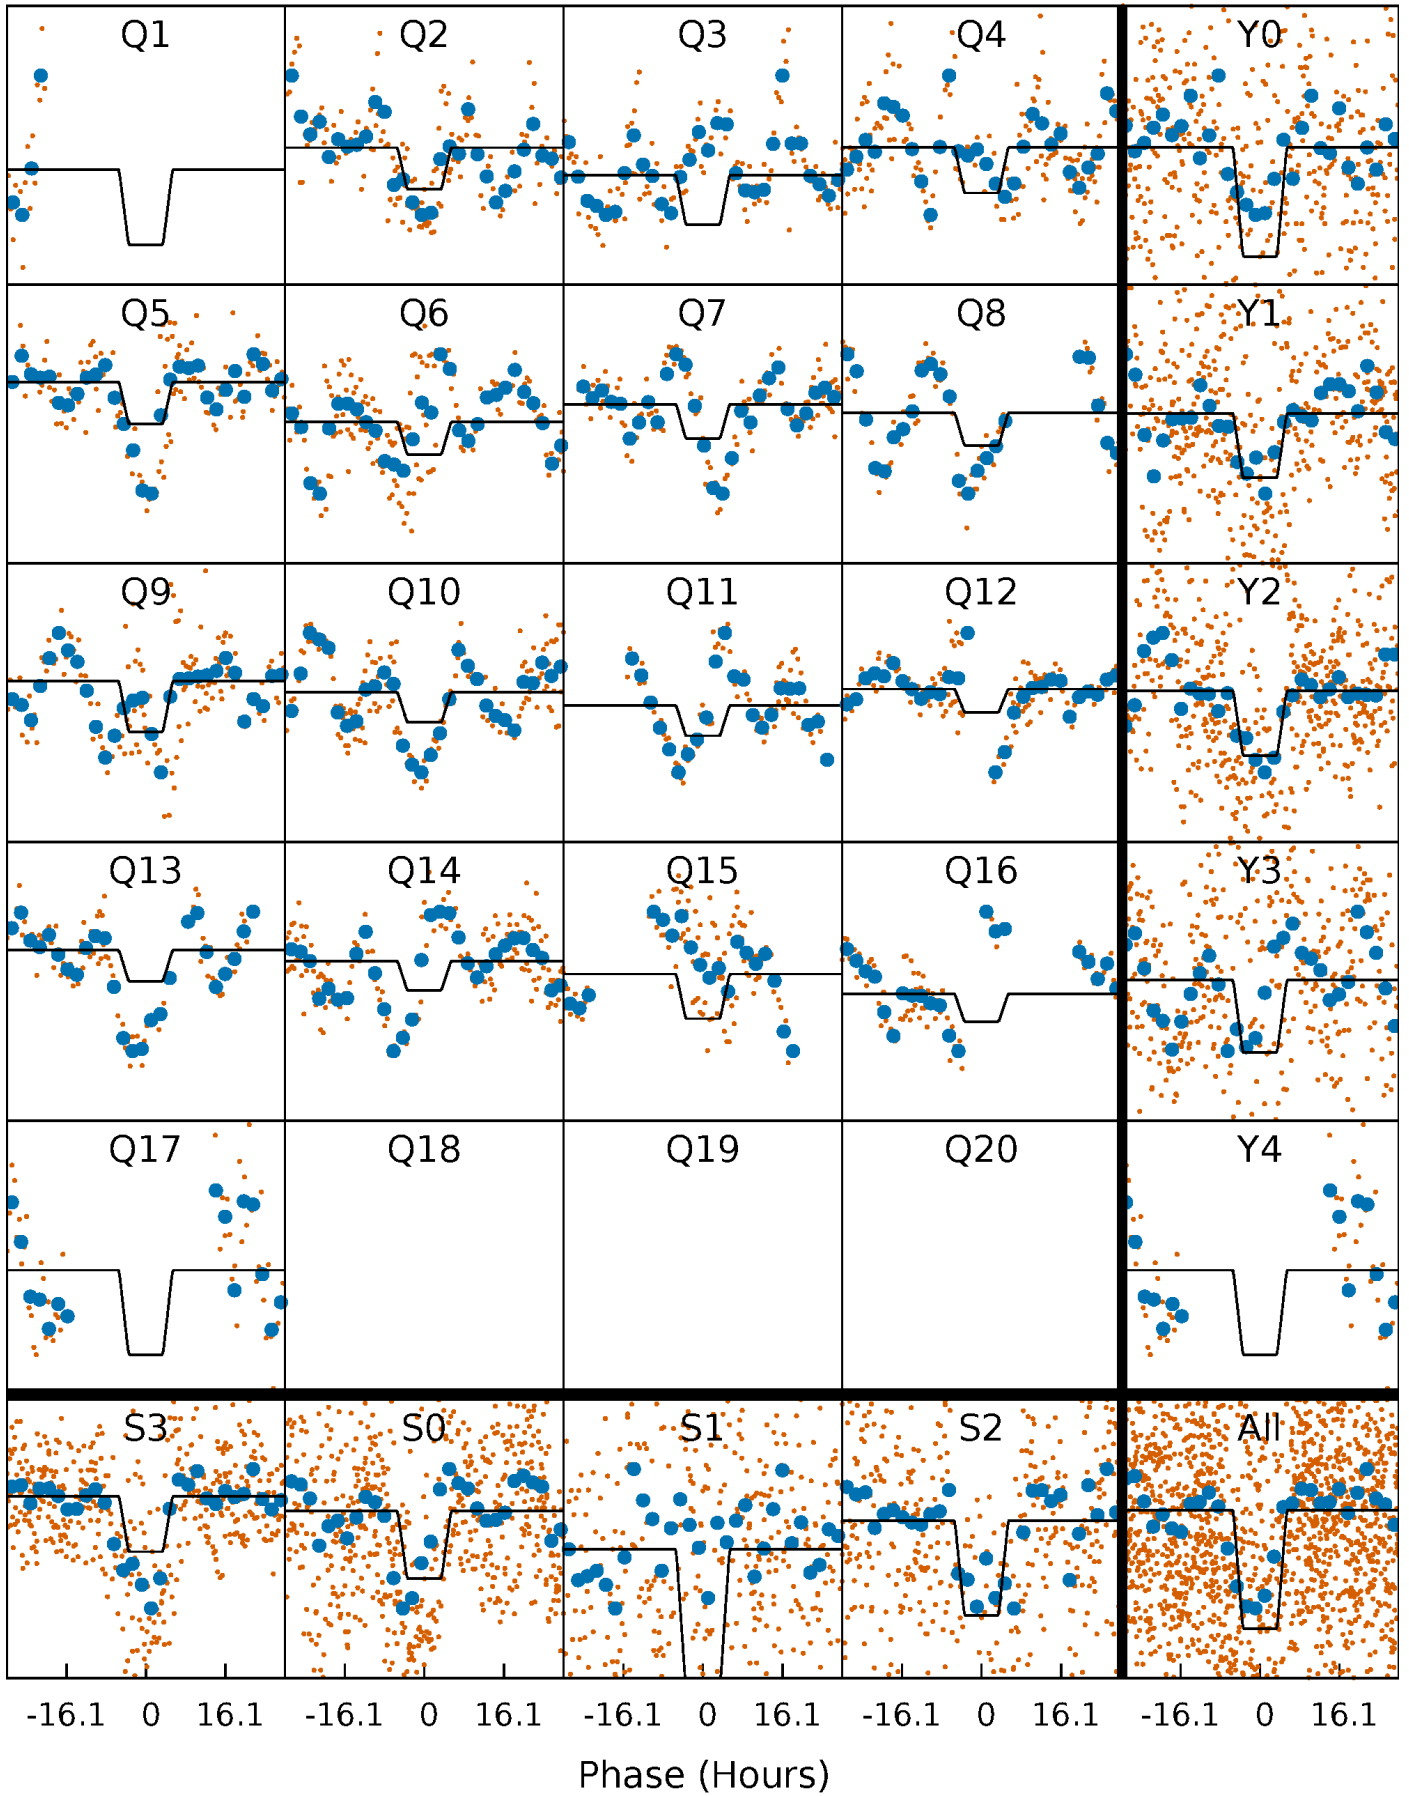 Q1 Q2 Q3 Q4 Y0
Q5 Q6 Q7 Q8 Y1
Q9 Q10 Q11 Q12 Y2
Q13 Q14 Q15 Q16 Y3
Q17 Q18 Q19 Q20 Y4
S3 S0 S1 S2 All
-16.1 0 16.1 -16.1 0 16.1 -16.1 0 16.1 -16.1 0 16.1 -16.1 0 16.1
Phase (Hours)